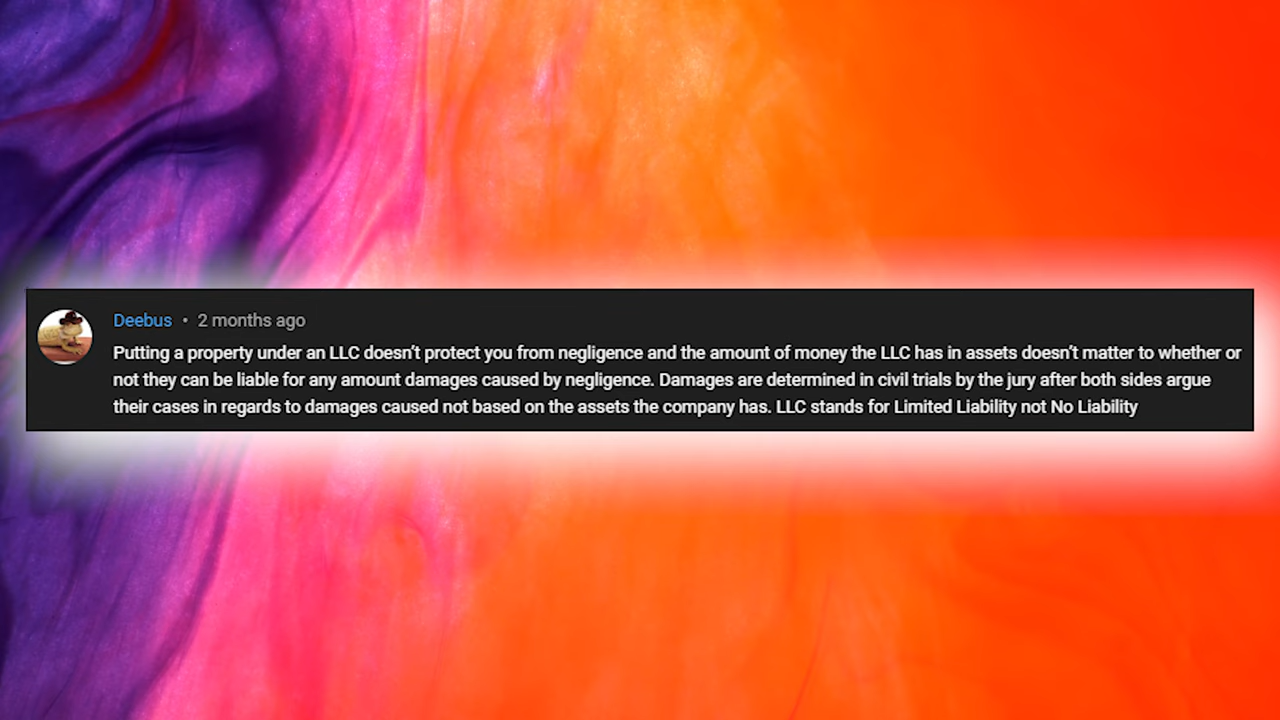 Deebus • 2 months ago
Putting a property under an LLC doesn't protect you from negligence and the amount of money the LLC has in assets doesn't matter to whether or
not they can be liable for any amount damages caused by negligence. Damages are determined in civil trials by the jury after both sides argue
their cases in regards to damages caused not based on the assets the company has. LLC stands for Limited Liability not No Liability